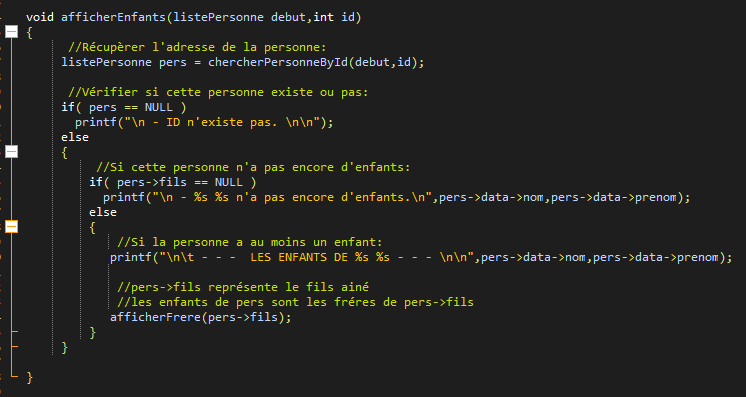 void afficherEnfants(listePersonne debut,int id)
{
//Récupèrer l'adresse de la personne:
listePersonne pers = chercherPersonneById(debut,id);
//Vérifier si cette personne existe ou pas:
if( pers == NULL )
printf("\n - ID n'existe pas. \n\n");
else
{
//Si cette personne n'a pas encore d'enfants:
if( pers->fils == NULL )
printf("\n - %s %s n'a pas encore d'enfants.\n",pers->data->nom,pers->data->prenom);
else
{
//Si la personne a au moins un enfant:
printf("\n\t - - -  LES ENFANTS DE %s %s - - - \n\n",pers->data->nom,pers->data->prenom);
//pers->fils représente le fils ainé
//les enfants de pers sont les fréres de pers->fils
afficherFrere(pers->fils);
}
}
}